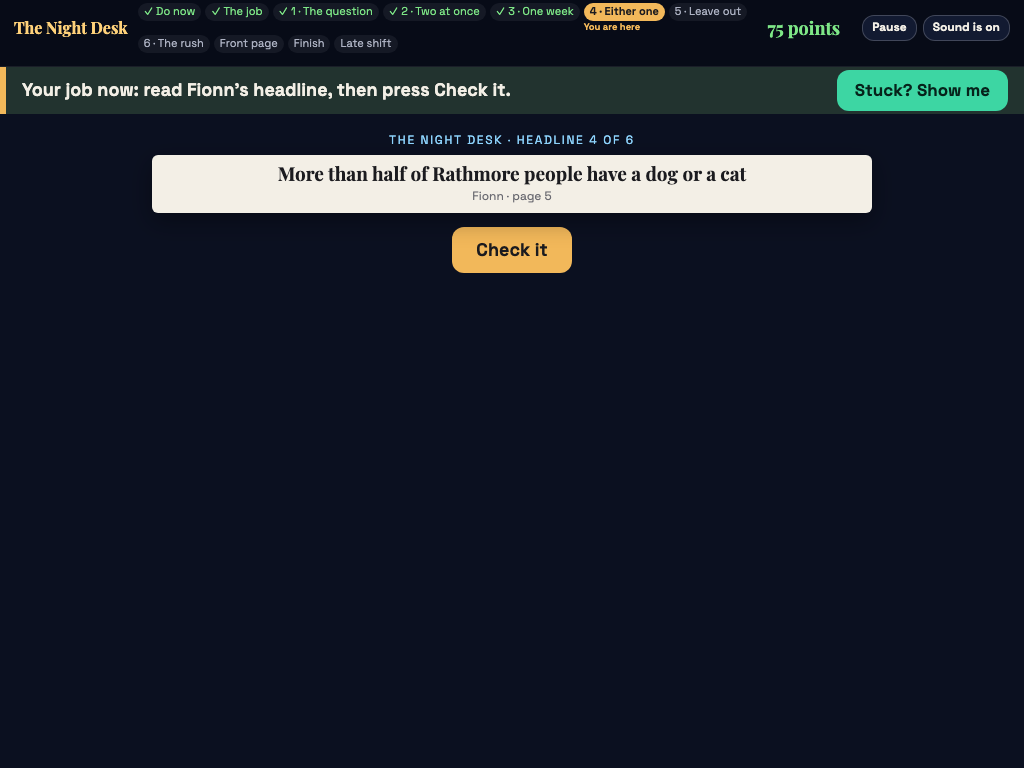 The Night Desk
✓ Do now ✓ The job ✓ 1 · The question ✓ 2 · Two at once ✓ 3 · One week 4 · Either one 5 · Leave out
You are here
6 · The rush Front page Finish Late shift
75 points
Pause
Sound is on
Your job now: read Fionn's headline, then press Check it.
Stuck? Show me
THE NIGHT DESK · HEADLINE 4 OF 6
More than half of Rathmore people have a dog or a cat
Fionn · page 5
Check it